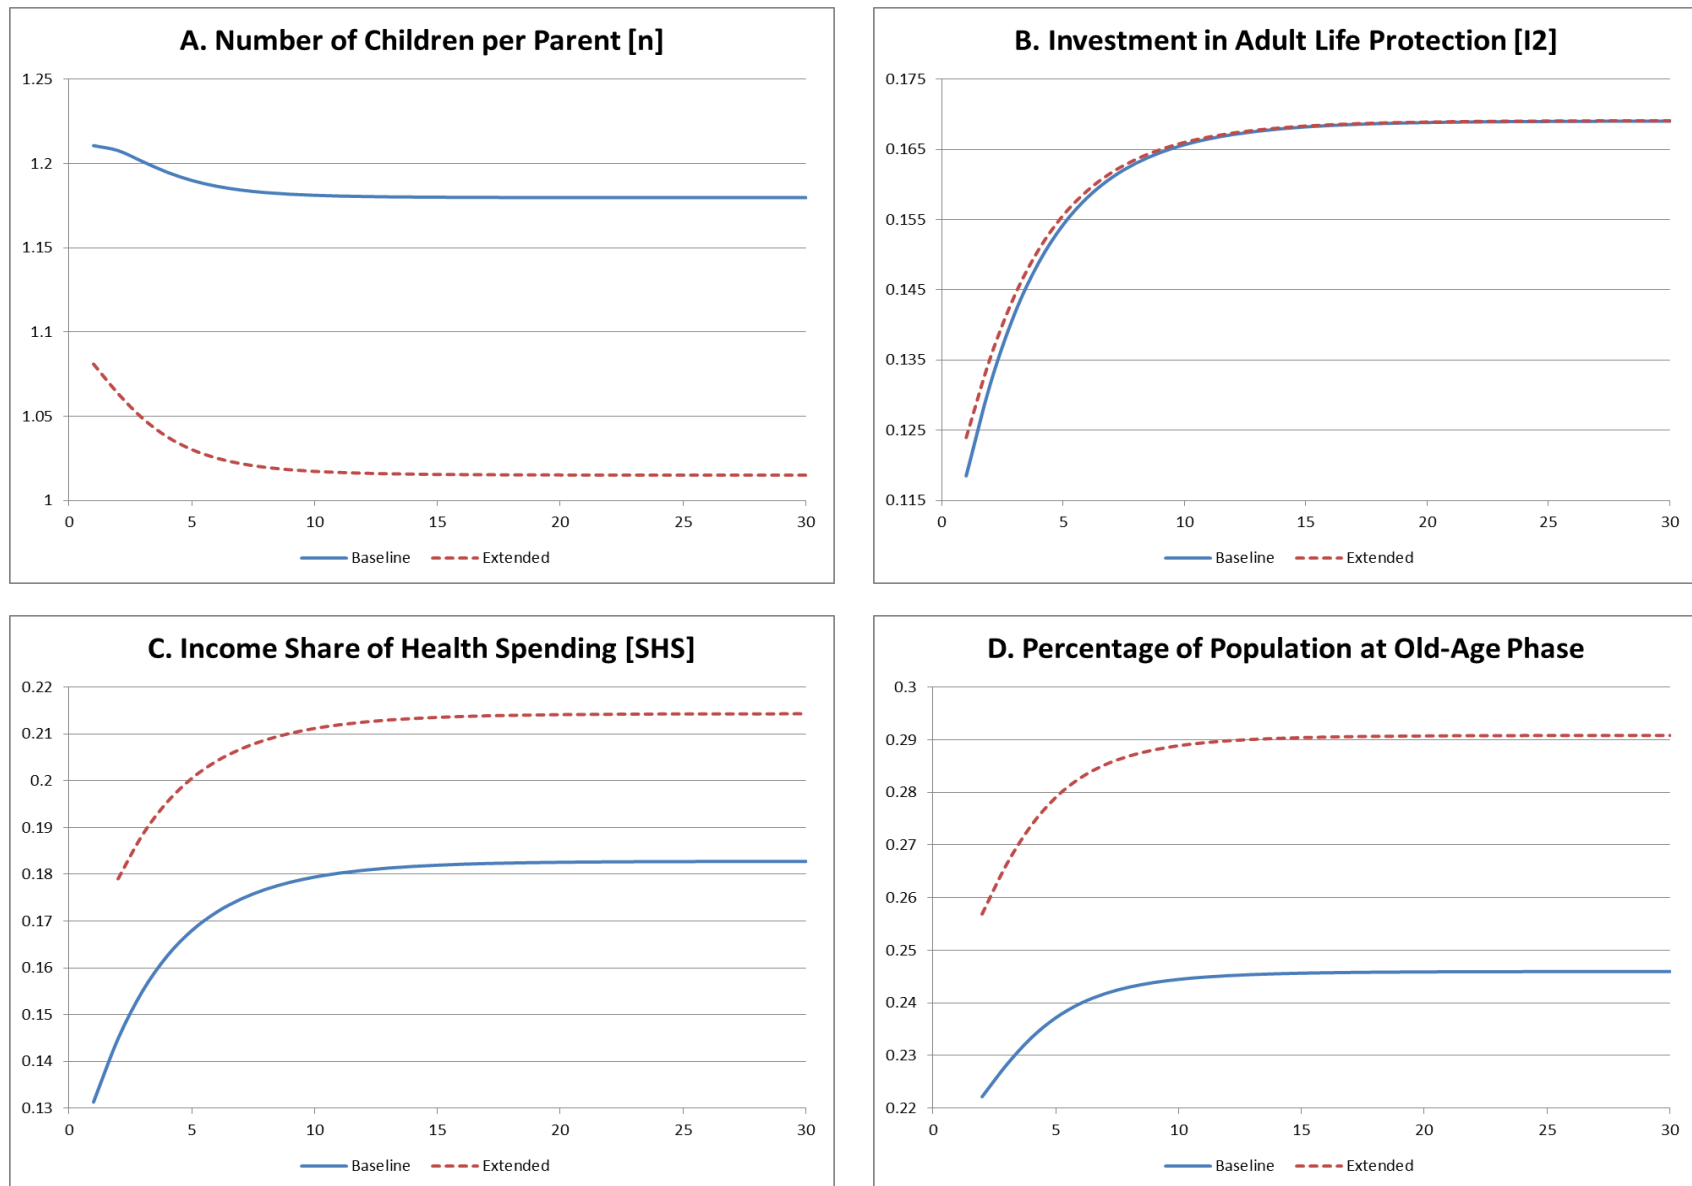 A. Number of Children per Parent [n]
1.25
1.2
1.15
1.1
1.05
1
0 5 10 15 20 25 30
Baseline Extended
B. Investment in Adult Life Protection [I2]
0.175
0.165
0.155
0.145
0.135
0.125
0.115
0 5 10 15 20 25 30
Baseline Extended
C. Income Share of Health Spending [SHS]
0.22
0.21
0.2
0.19
0.18
0.17
0.16
0.15
0.14
0.13
0 5 10 15 20 25 30
Baseline Extended
D. Percentage of Population at Old-Age Phase
0.3
0.29
0.28
0.27
0.26
0.25
0.24
0.23
0.22
0 5 10 15 20 25 30
Baseline Extended